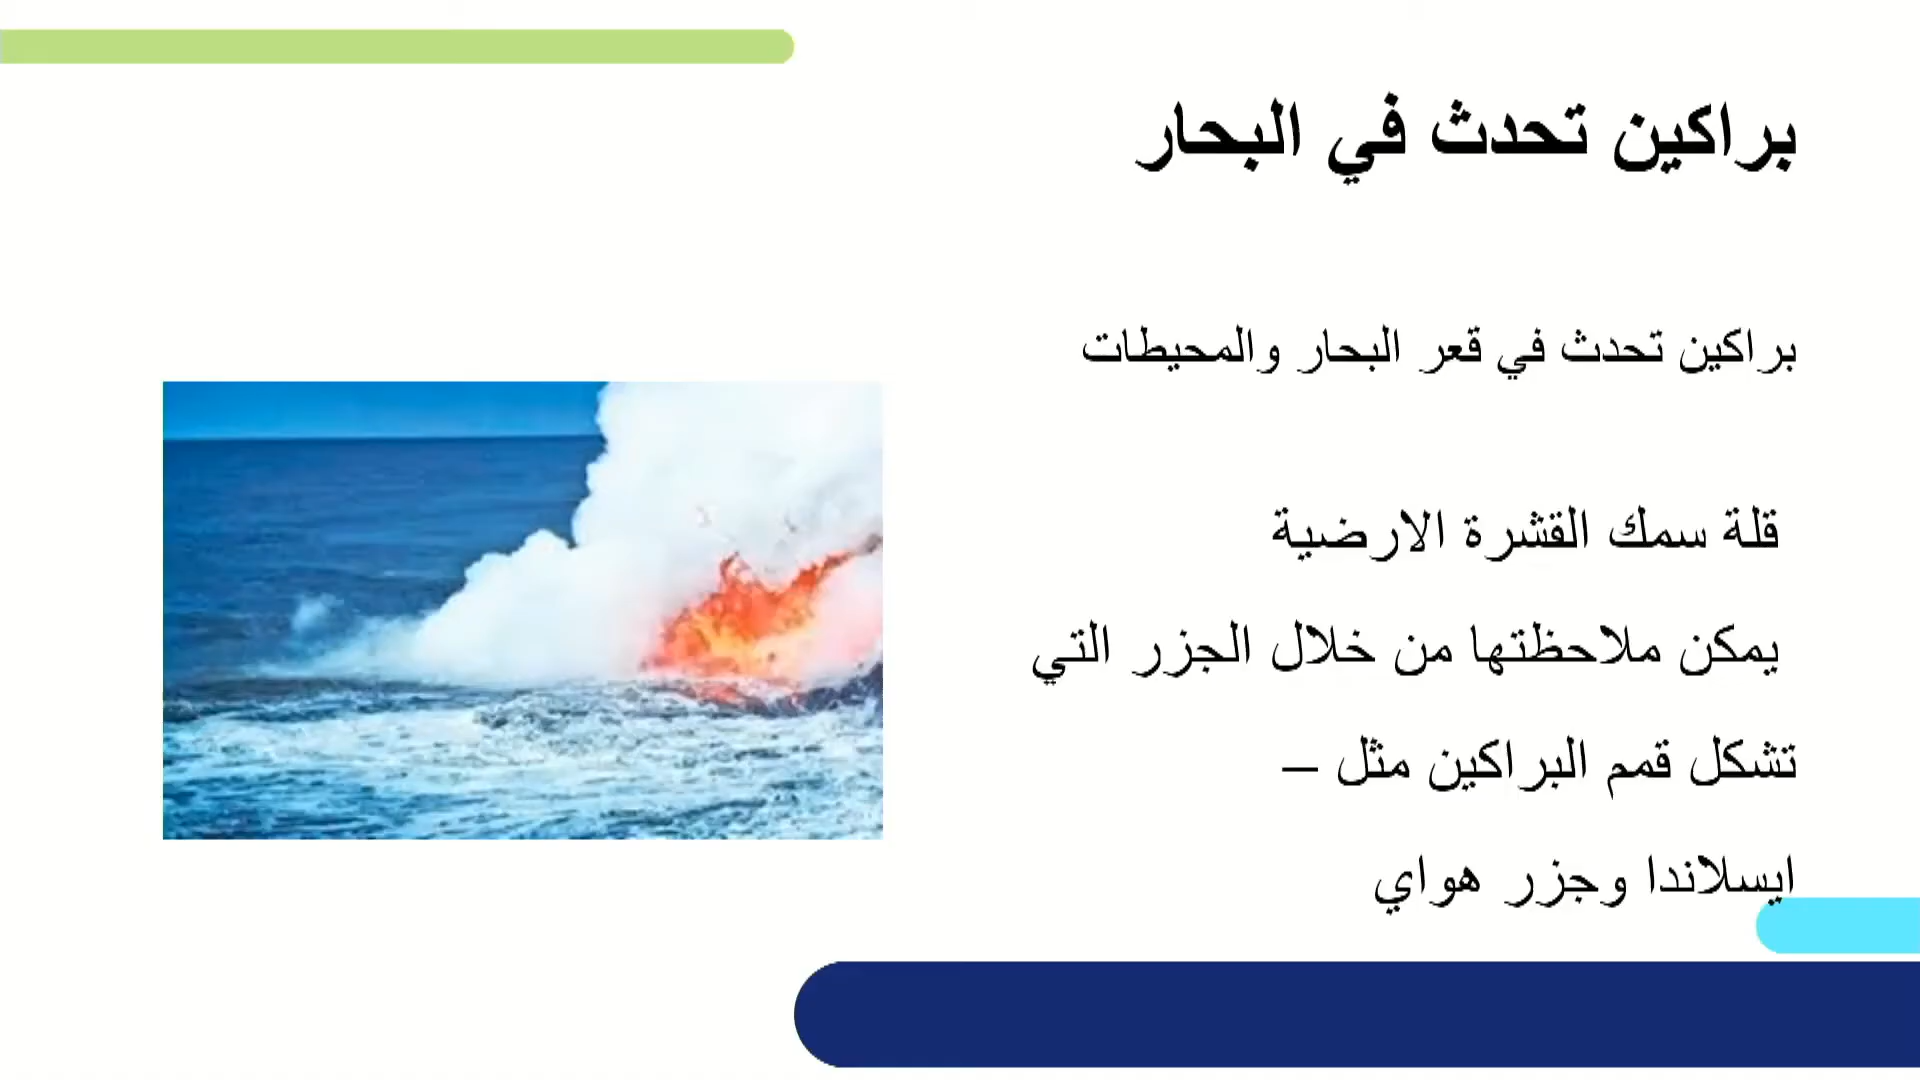 براكين تحدث في البحار
براكين تحدث في قعر البحار والمحيطات
قلة سمك القشرة الارضية
يمكن ملاحظتها من خلال الجزر التي
تشكل قمم البراكين مثل –
ايسلاندا وجزر هواي